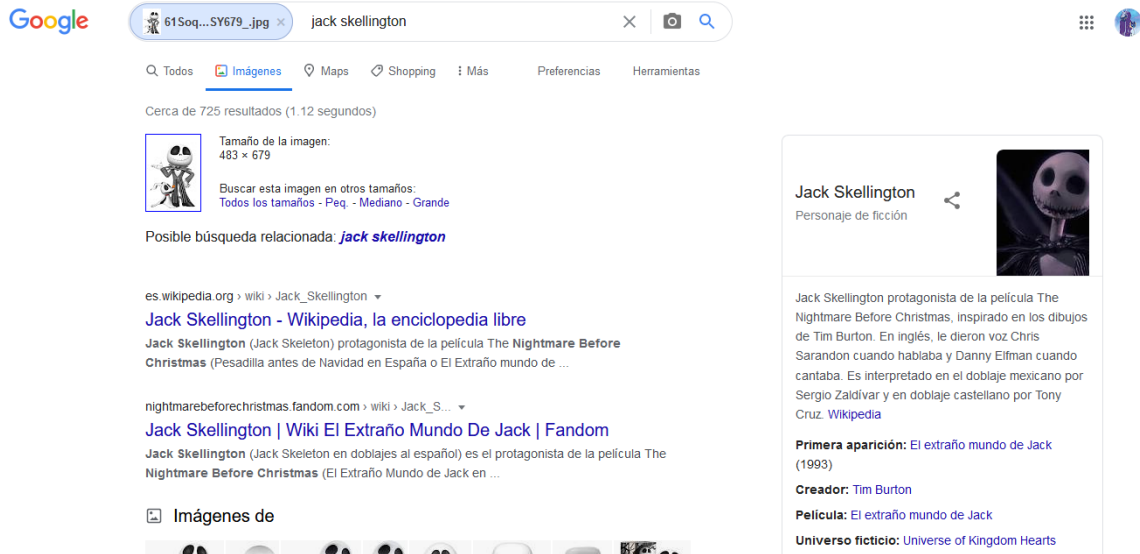 Google
61Soq...SY679_.jpg × jack skellington
Todos Imágenes Maps Shopping Más Preferencias Herramientas
Cerca de 725 resultados (1.12 segundos)
Tamaño de la imagen:
483 × 679
Buscar esta imagen en otros tamaños:
Todos los tamaños - Peq. - Mediano - Grande
Posible búsqueda relacionada: jack skellington
es.wikipedia.org › wiki › Jack_Skellington
Jack Skellington - Wikipedia, la enciclopedia libre
Jack Skellington (Jack Skeleton) protagonista de la película The Nightmare Before
Christmas (Pesadilla antes de Navidad en España o El Extraño mundo de ...
nightmarebeforechristmas.fandom.com › wiki › Jack_S...
Jack Skellington | Wiki El Extraño Mundo De Jack | Fandom
Jack Skellington (Jack Skeleton en doblajes al español) es el protagonista de la película The
Nightmare Before Christmas (El Extraño Mundo de Jack en ...
Imágenes de
Jack Skellington
Personaje de ficción
Jack Skellington protagonista de la película The
Nightmare Before Christmas, inspirado en los dibujos
de Tim Burton. En inglés, le dieron voz Chris
Sarandon cuando hablaba y Danny Elfman cuando
cantaba. Es interpretado en el doblaje mexicano por
Sergio Zaldívar y en doblaje castellano por Tony
Cruz. Wikipedia
Primera aparición: El extraño mundo de Jack
(1993)
Creador: Tim Burton
Película: El extraño mundo de Jack
Universo ficticio: Universe of Kingdom Hearts